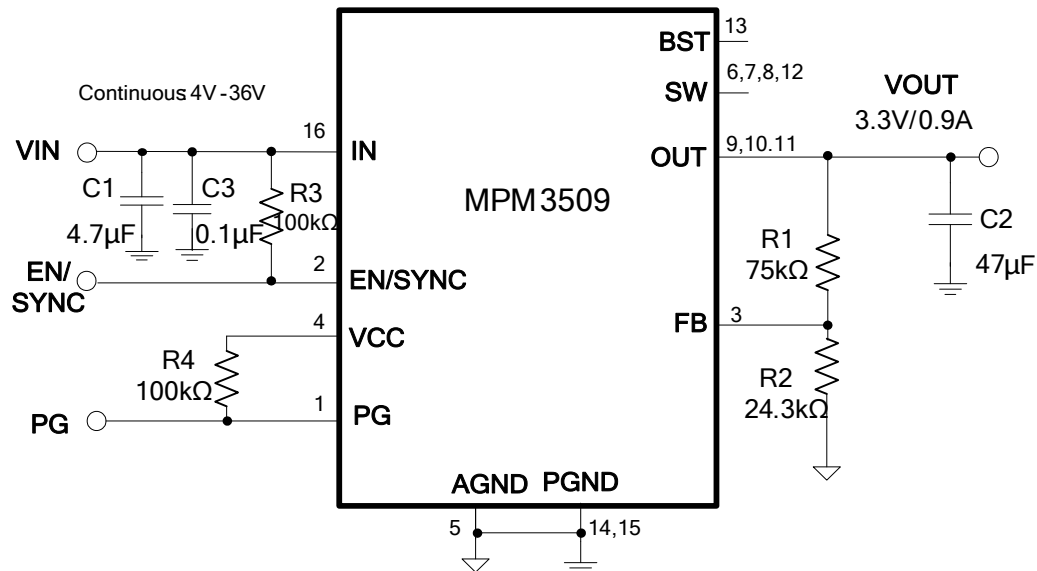 13
BST
6,7,8,12
SW
Continuous 4V-36V
VOUT
3.3V/0.9A
16
VIN
IN
9,10.11
OUT
C1
C3
R3
100kΩ
MPM3509
4.7µF
0.1µF
C2
47µF
R1
75kΩ
EN/
SYNC
2
EN/SYNC
4
VCC
3
FB
R4
100kΩ
R2
24.3kΩ
1
PG
PG
AGND
PGND
5
14,15